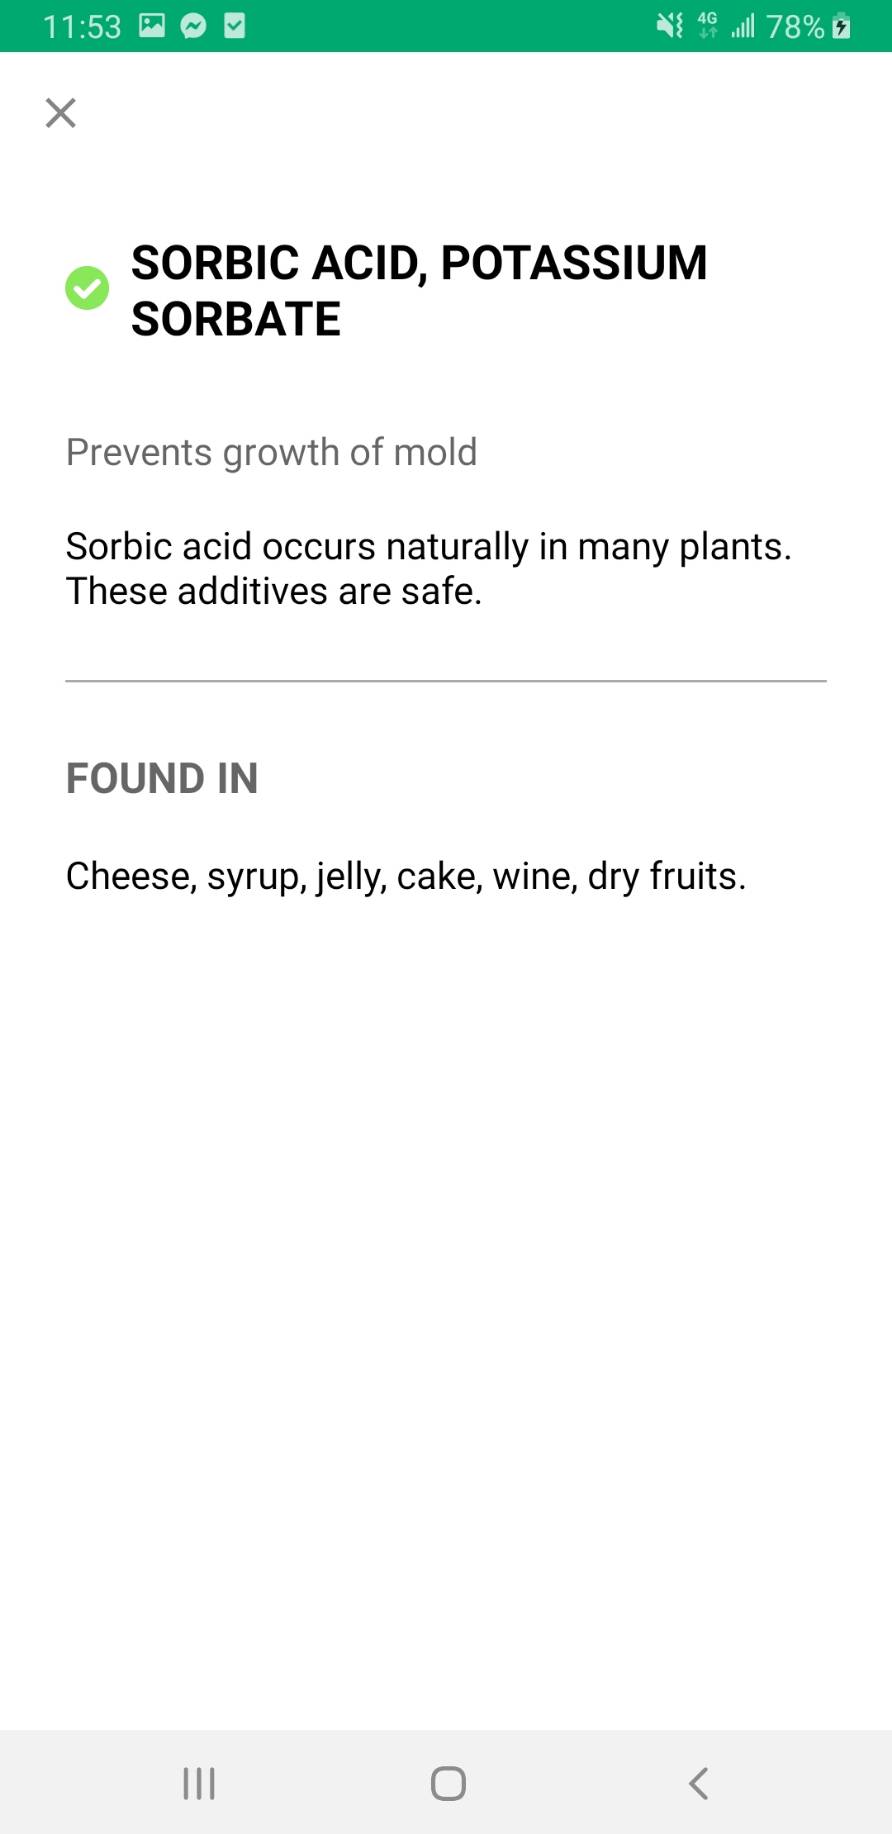 11:53 4G 78%
SORBIC ACID, POTASSIUM
SORBATE
Prevents growth of mold
Sorbic acid occurs naturally in many plants.
These additives are safe.
FOUND IN
Cheese, syrup, jelly, cake, wine, dry fruits.